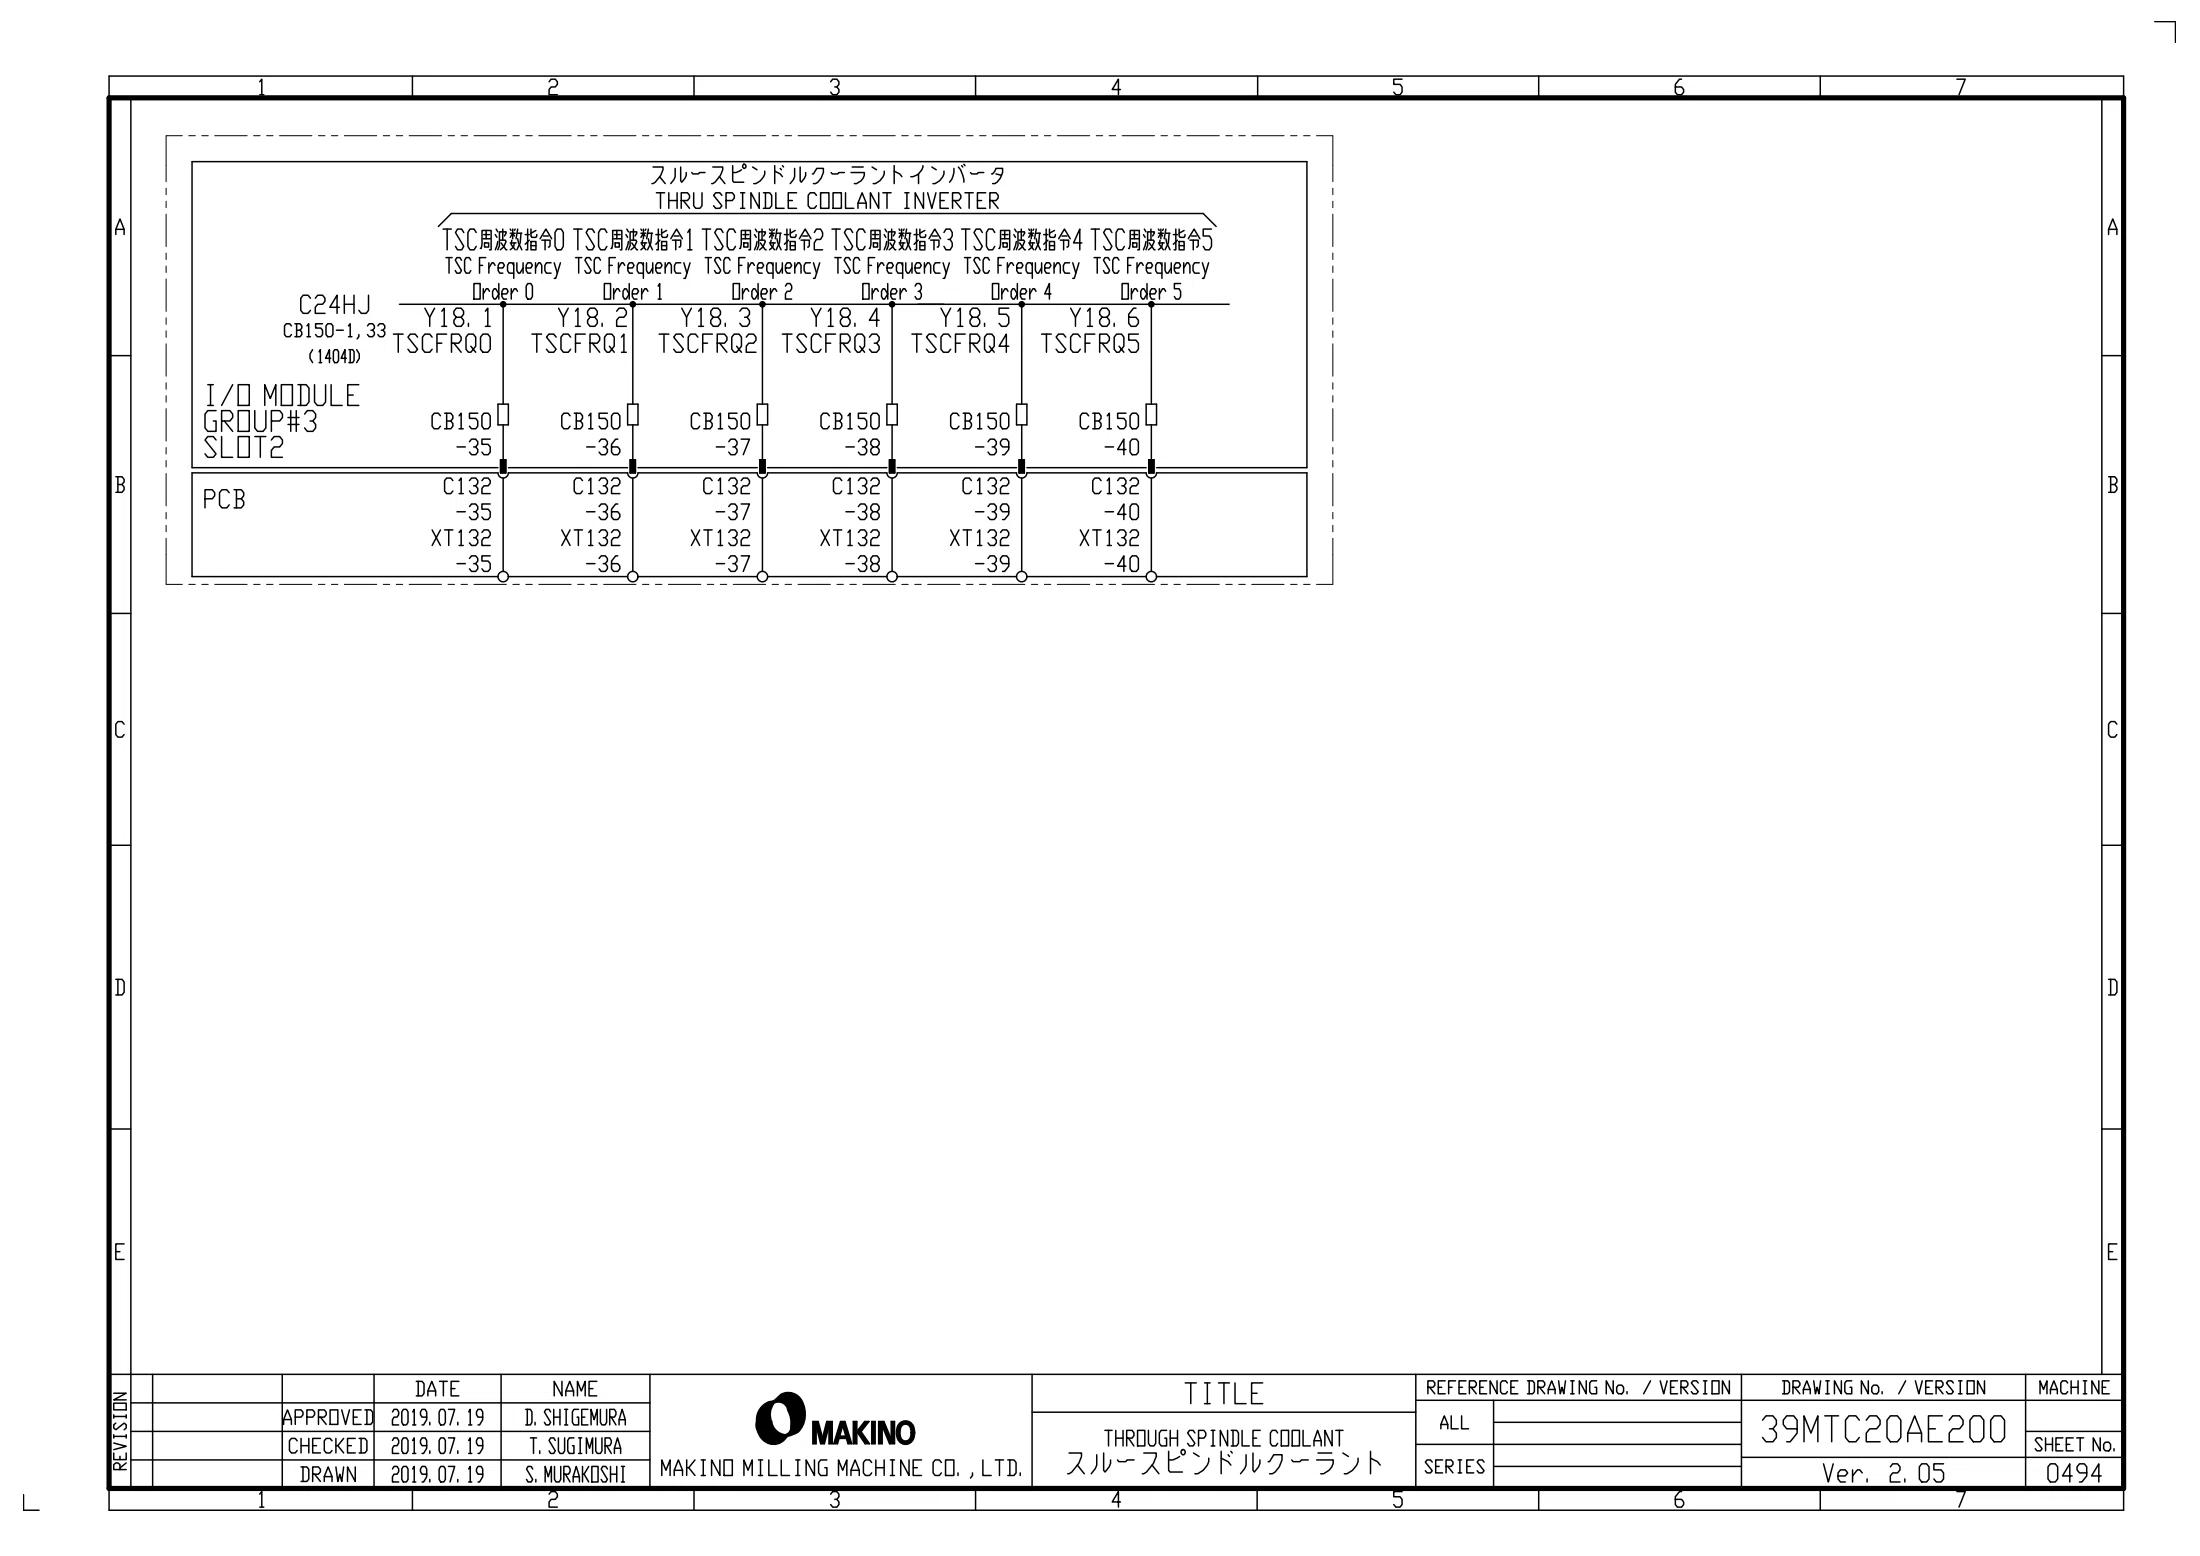 1 2 3 4 5 6 7
スルースピンドルクーラントインバータ
THRU SPINDLE COOLANT INVERTER
TSC周波数指令0 TSC周波数指令1 TSC周波数指令2 TSC周波数指令3 TSC周波数指令4 TSC周波数指令5
TSC Frequency TSC Frequency TSC Frequency TSC Frequency TSC Frequency TSC Frequency
Order 0 Order 1 Order 2 Order 3 Order 4 Order 5
A A
C24HJ
Y18.1 Y18.2 Y18.3 Y18.4 Y18.5 Y18.6
CB150-1,33
TSCFRQ0 TSCFRQ1 TSCFRQ2 TSCFRQ3 TSCFRQ4 TSCFRQ5
(1404D)
I/O MODULE
GROUP#3
CB150 CB150 CB150 CB150 CB150 CB150
SLOT2
-35 -36 -37 -38 -39 -40
B B
PCB
C132 C132 C132 C132 C132 C132
-35 -36 -37 -38 -39 -40
XT132 XT132 XT132 XT132 XT132 XT132
-35 -36 -37 -38 -39 -40
C C
D D
E E
REVISION
DATE NAME
APPROVED 2019.07.19 D. SHIGEMURA
CHECKED 2019.07.19 T. SUGIMURA
DRAWN 2019.07.19 S. MURAKOSHI
MAKINO
MAKINO MILLING MACHINE CO.,LTD.
TITLE
THROUGH SPINDLE COOLANT
スルースピンドルクーラント
REFERENCE DRAWING No. / VERSION
ALL
SERIES
DRAWING No. / VERSION
39MTC20AE200
Ver. 2.05
MACHINE
SHEET No.
0494
1 2 3 4 5 6 7